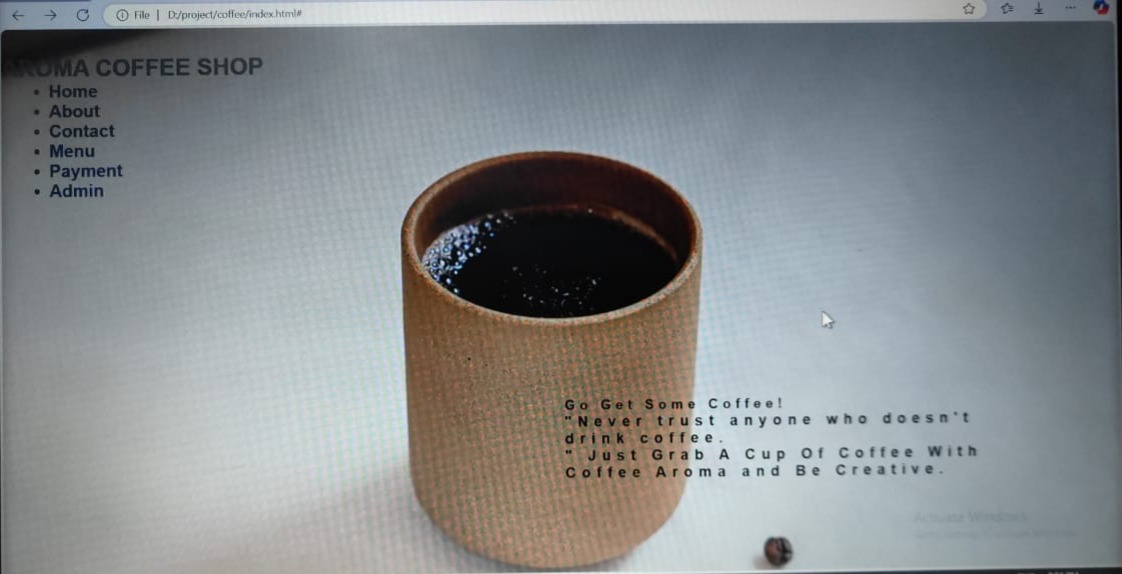 File | D:/project/coffee/index.html#
AROMA COFFEE SHOP
• Home
• About
• Contact
• Menu
• Payment
• Admin
Go Get Some Coffee!
"Never trust anyone who doesn't
drink coffee.
" Just Grab A Cup Of Coffee With
Coffee Aroma and Be Creative.
Activate Windows